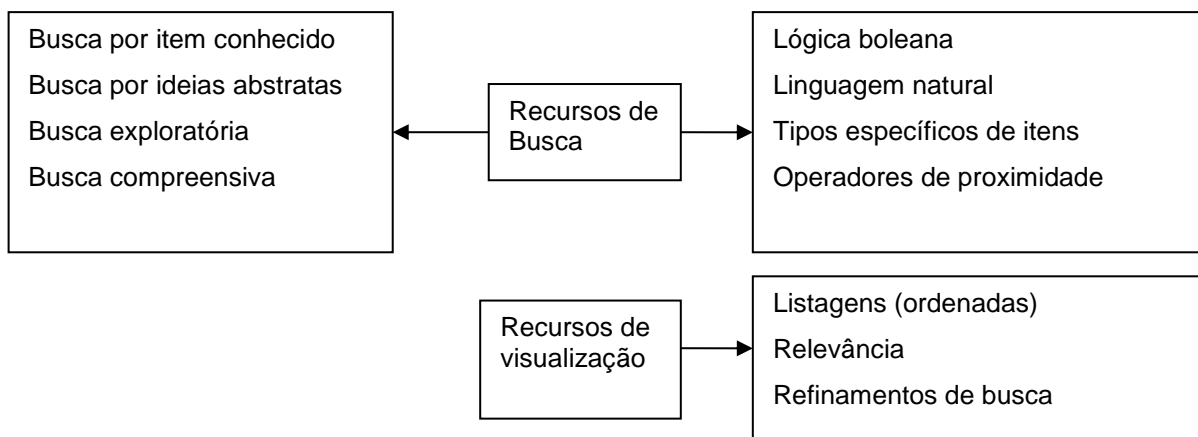 Busca por item conhecido
Busca por ideias abstratas
Busca exploratória
Busca compreensiva
Recursos de
Busca
Lógica boleana
Linguagem natural
Tipos específicos de itens
Operadores de proximidade
Recursos de
visualização
Listagens (ordenadas)
Relevância
Refinamentos de busca